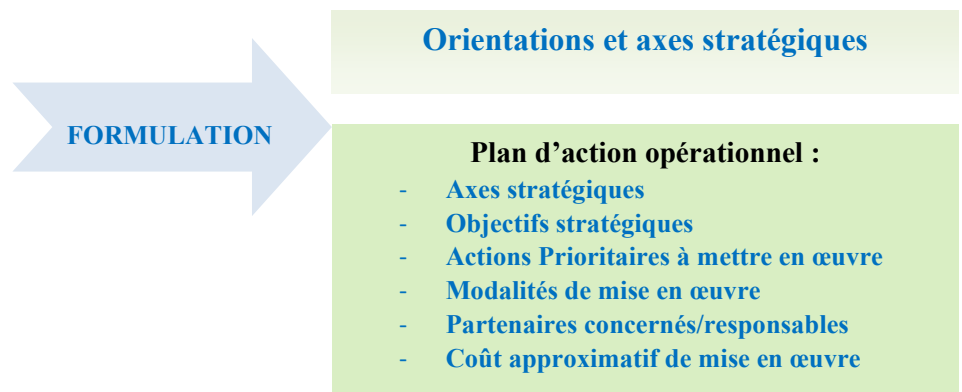 Orientations et axes stratégiques
FORMULATION
Plan d’action opérationnel :
- Axes stratégiques
- Objectifs stratégiques
- Actions Prioritaires à mettre en œuvre
- Modalités de mise en œuvre
- Partenaires concernés/responsables
- Coût approximatif de mise en œuvre